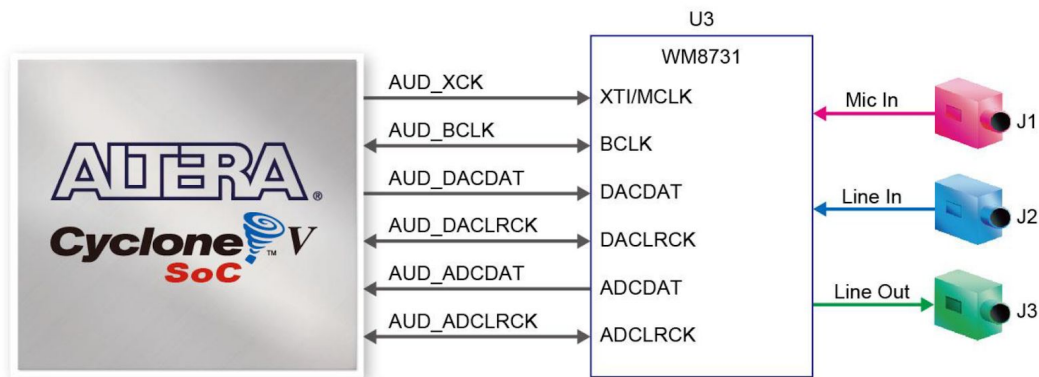 U3
WM8731
AUD_XCK
XTI/MCLK
Mic In
J1
AUD_BCLK
BCLK
ALTERA®
AUD_DACDAT
DACDAT
Line In
J2
Cyclone™ V
SoC
AUD_DACLRCK
DACLRCK
AUD_ADCDAT
ADCDAT
Line Out
J3
AUD_ADCLRCK
ADCLRCK